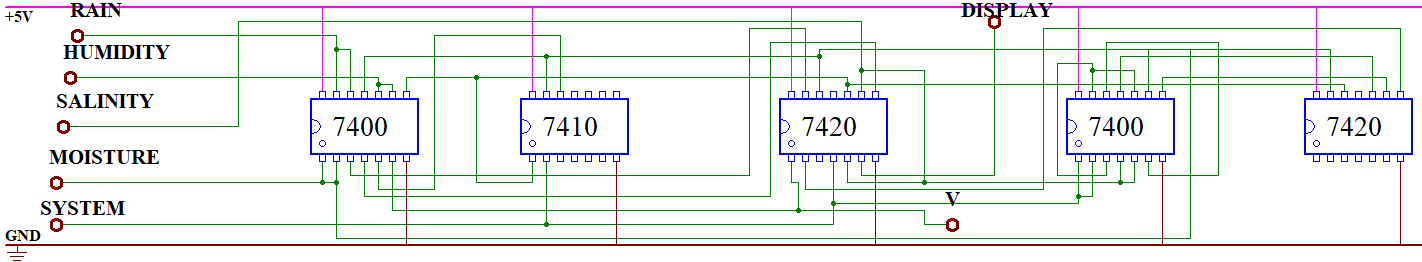 RAIN
DISPLAY
+5V
HUMIDITY
SALINITY
7400
7410
7420
7400
7420
MOISTURE
SYSTEM
V
GND